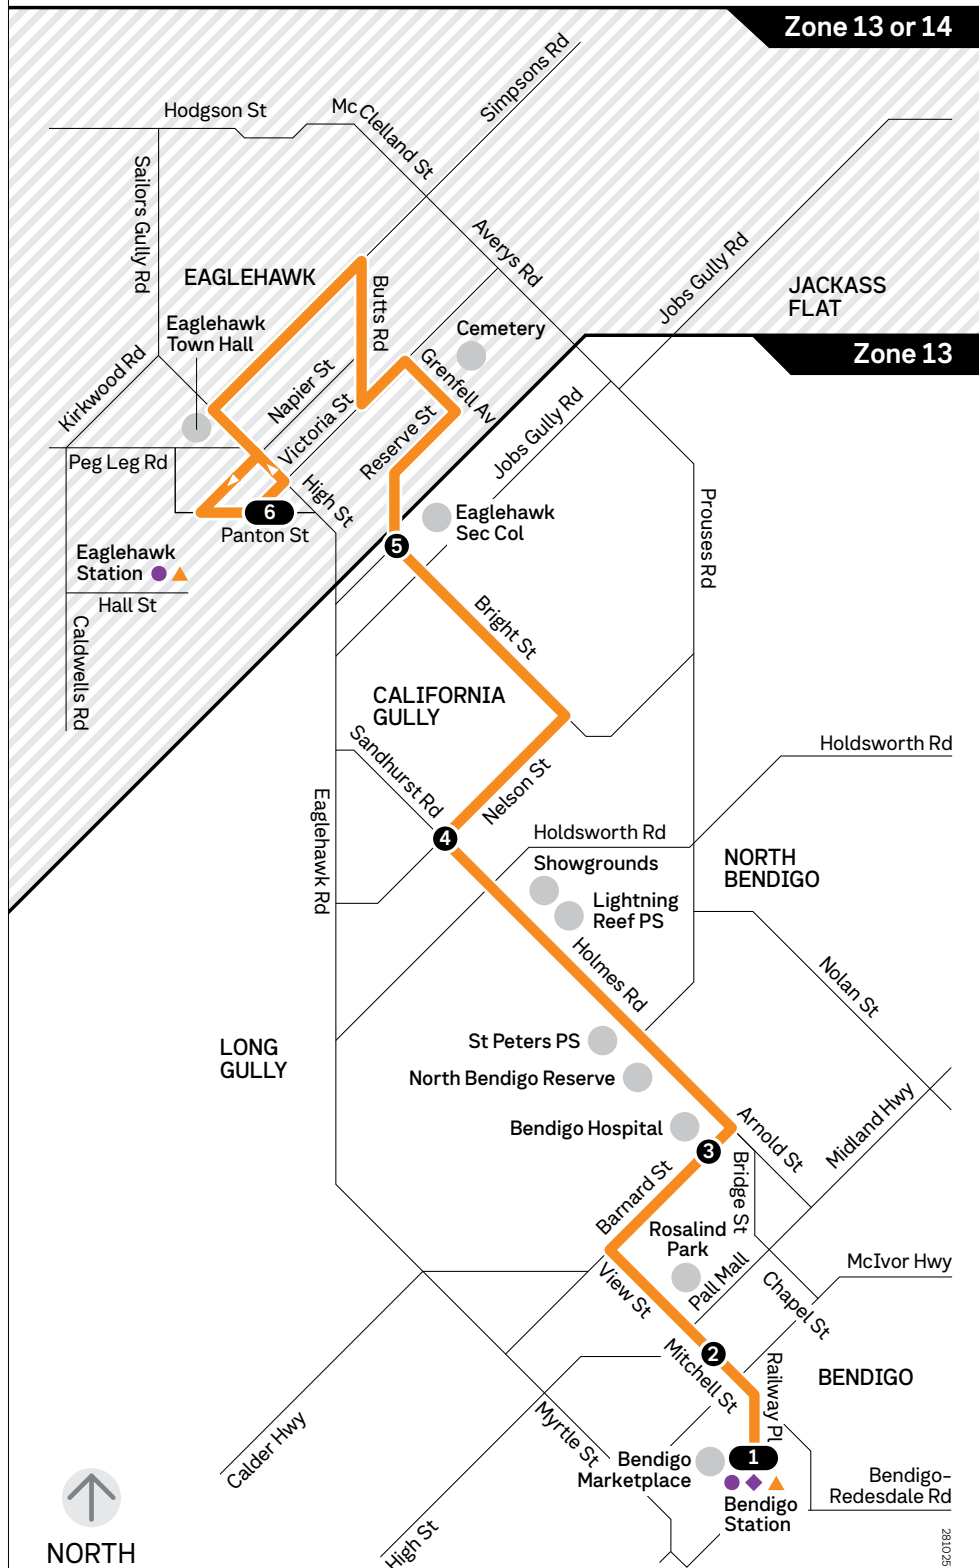 Zone 13 or 14
Simpsons Rd
Hodgson St
Mc Clelland St
Sailors Gully Rd
Averys Rd
Jobs Gully Rd
EAGLEHAWK
Butts Rd
JACKASS
FLAT
Eaglehawk
Town Hall
Cemetery
Zone 13
Kirkwood Rd
Napier St
Grenfell Av
Victoria St
Reserve St
Jobs Gully Rd
Peg Leg Rd
High St
6
Panton St
Eaglehawk
Sec Col
Prouses Rd
5
Eaglehawk
Station
Hall St
Caldwells Rd
Bright St
CALIFORNIA
GULLY
Sandhurst Rd
Nelson St
Holdsworth Rd
Eaglehawk Rd
4
Holdsworth Rd
Showgrounds
NORTH
BENDIGO
Lightning
Reef PS
Holmes Rd
Nolan St
LONG
GULLY
St Peters PS
North Bendigo Reserve
Midland Hwy
Bendigo Hospital
Arnold St
3
Bridge St
Barnard St
Rosalind
Park
Pall Mall
McIvor Hwy
View St
Chapel St
2
Mitchell St
Railway Pl
BENDIGO
Calder Hwy
Myrtle St
1
Bendigo
Marketplace
Bendigo-
Redesdale Rd
Bendigo
Station
High St
NORTH
281025